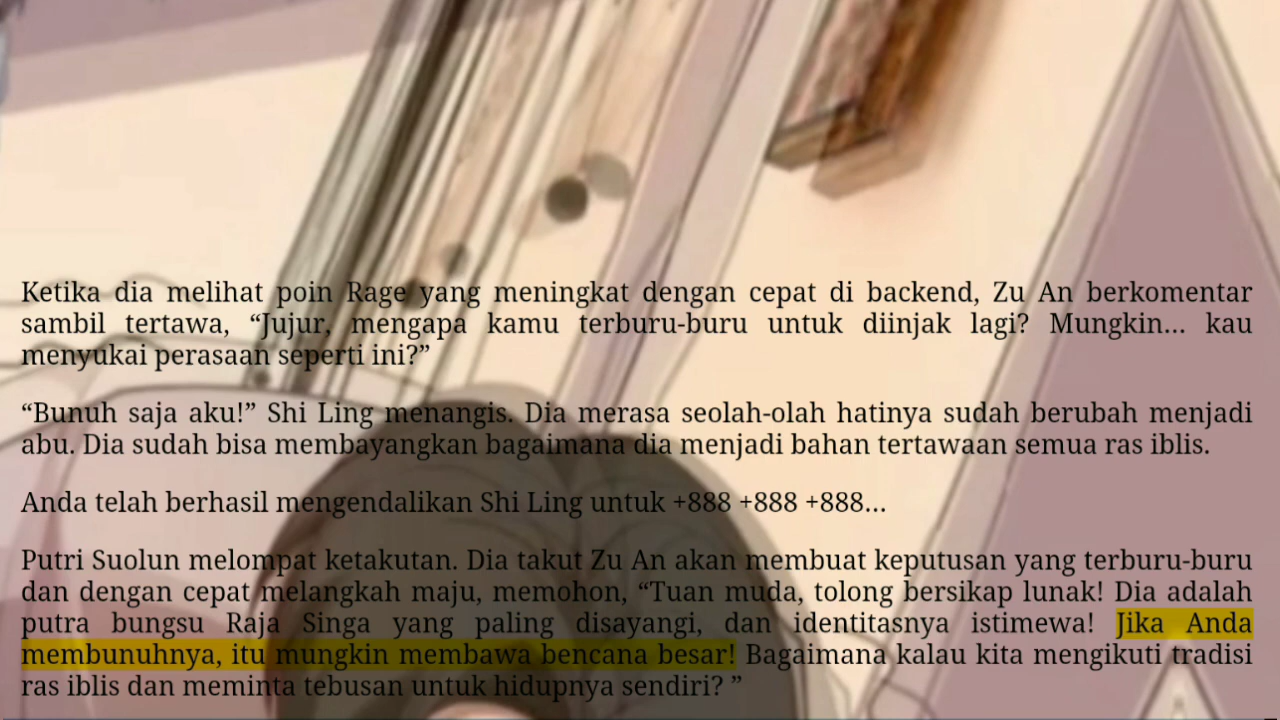 Ketika dia melihat poin Rage yang meningkat dengan cepat di backend, Zu An berkomentar
sambil tertawa, “Jujur, mengapa kamu terburu-buru untuk diinjak lagi? Mungkin… kau
menyukai perasaan seperti ini?”
“Bunuh saja aku!” Shi Ling menangis. Dia merasa seolah-olah hatinya sudah berubah menjadi
abu. Dia sudah bisa membayangkan bagaimana dia menjadi bahan tertawaan semua ras iblis.
Anda telah berhasil mengendalikan Shi Ling untuk +888 +888 +888…
Putri Suolun melompat ketakutan. Dia takut Zu An akan membuat keputusan yang terburu-buru
dan dengan cepat melangkah maju, memohon, “Tuan muda, tolong bersikap lunak! Dia adalah
putra bungsu Raja Singa yang paling disayangi, dan identitasnya istimewa! Jika Anda
membunuhnya, itu mungkin membawa bencana besar! Bagaimana kalau kita mengikuti tradisi
ras iblis dan meminta tebusan untuk hidupnya sendiri? ”